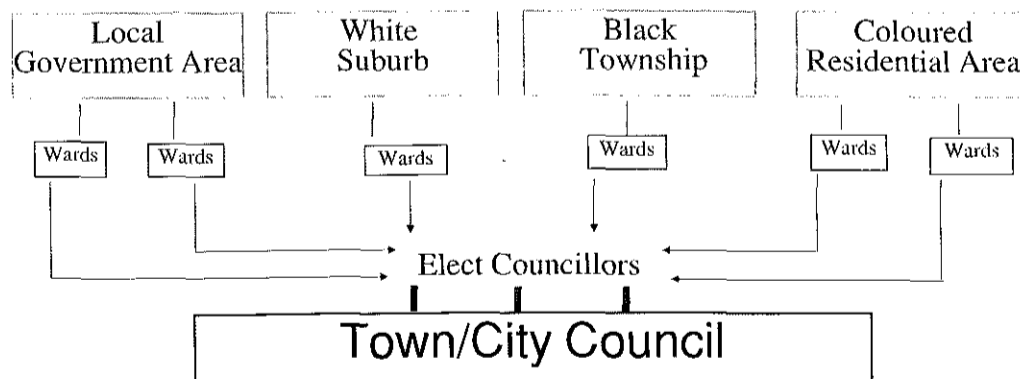 Local
Government Area
White
Suburb
Black
Township
Coloured
Residential Area
Wards
Wards
Wards
Wards
Wards
Wards
Elect Councillors
Town/City Council